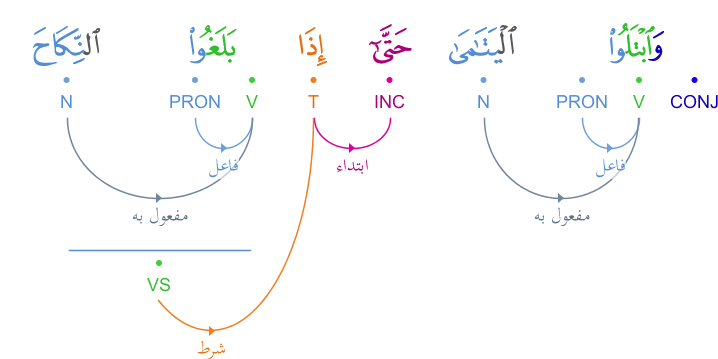 وَٱبْتَلُوا۟ ٱلْيَتَـٰمَىٰ حَتَّىٰٓ إِذَا بَلَغُوا۟ ٱلنِّكَاحَ
CONJ V PRON N INC T V PRON N
فاعل ابتداء فاعل
مفعول به مفعول به
VS
شرط